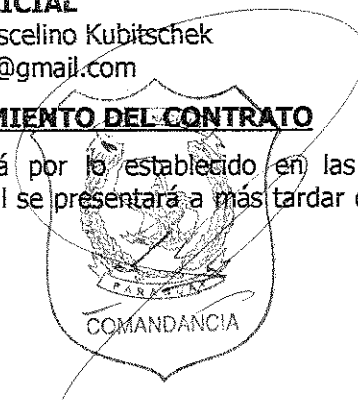 ICIAL
scelino Kubitschek
@gmail.com
MIENTO DEL CONTRATO
á por lo establecido en las
l se presentará a más tardar
PARAGUAY
COMANDANCIA